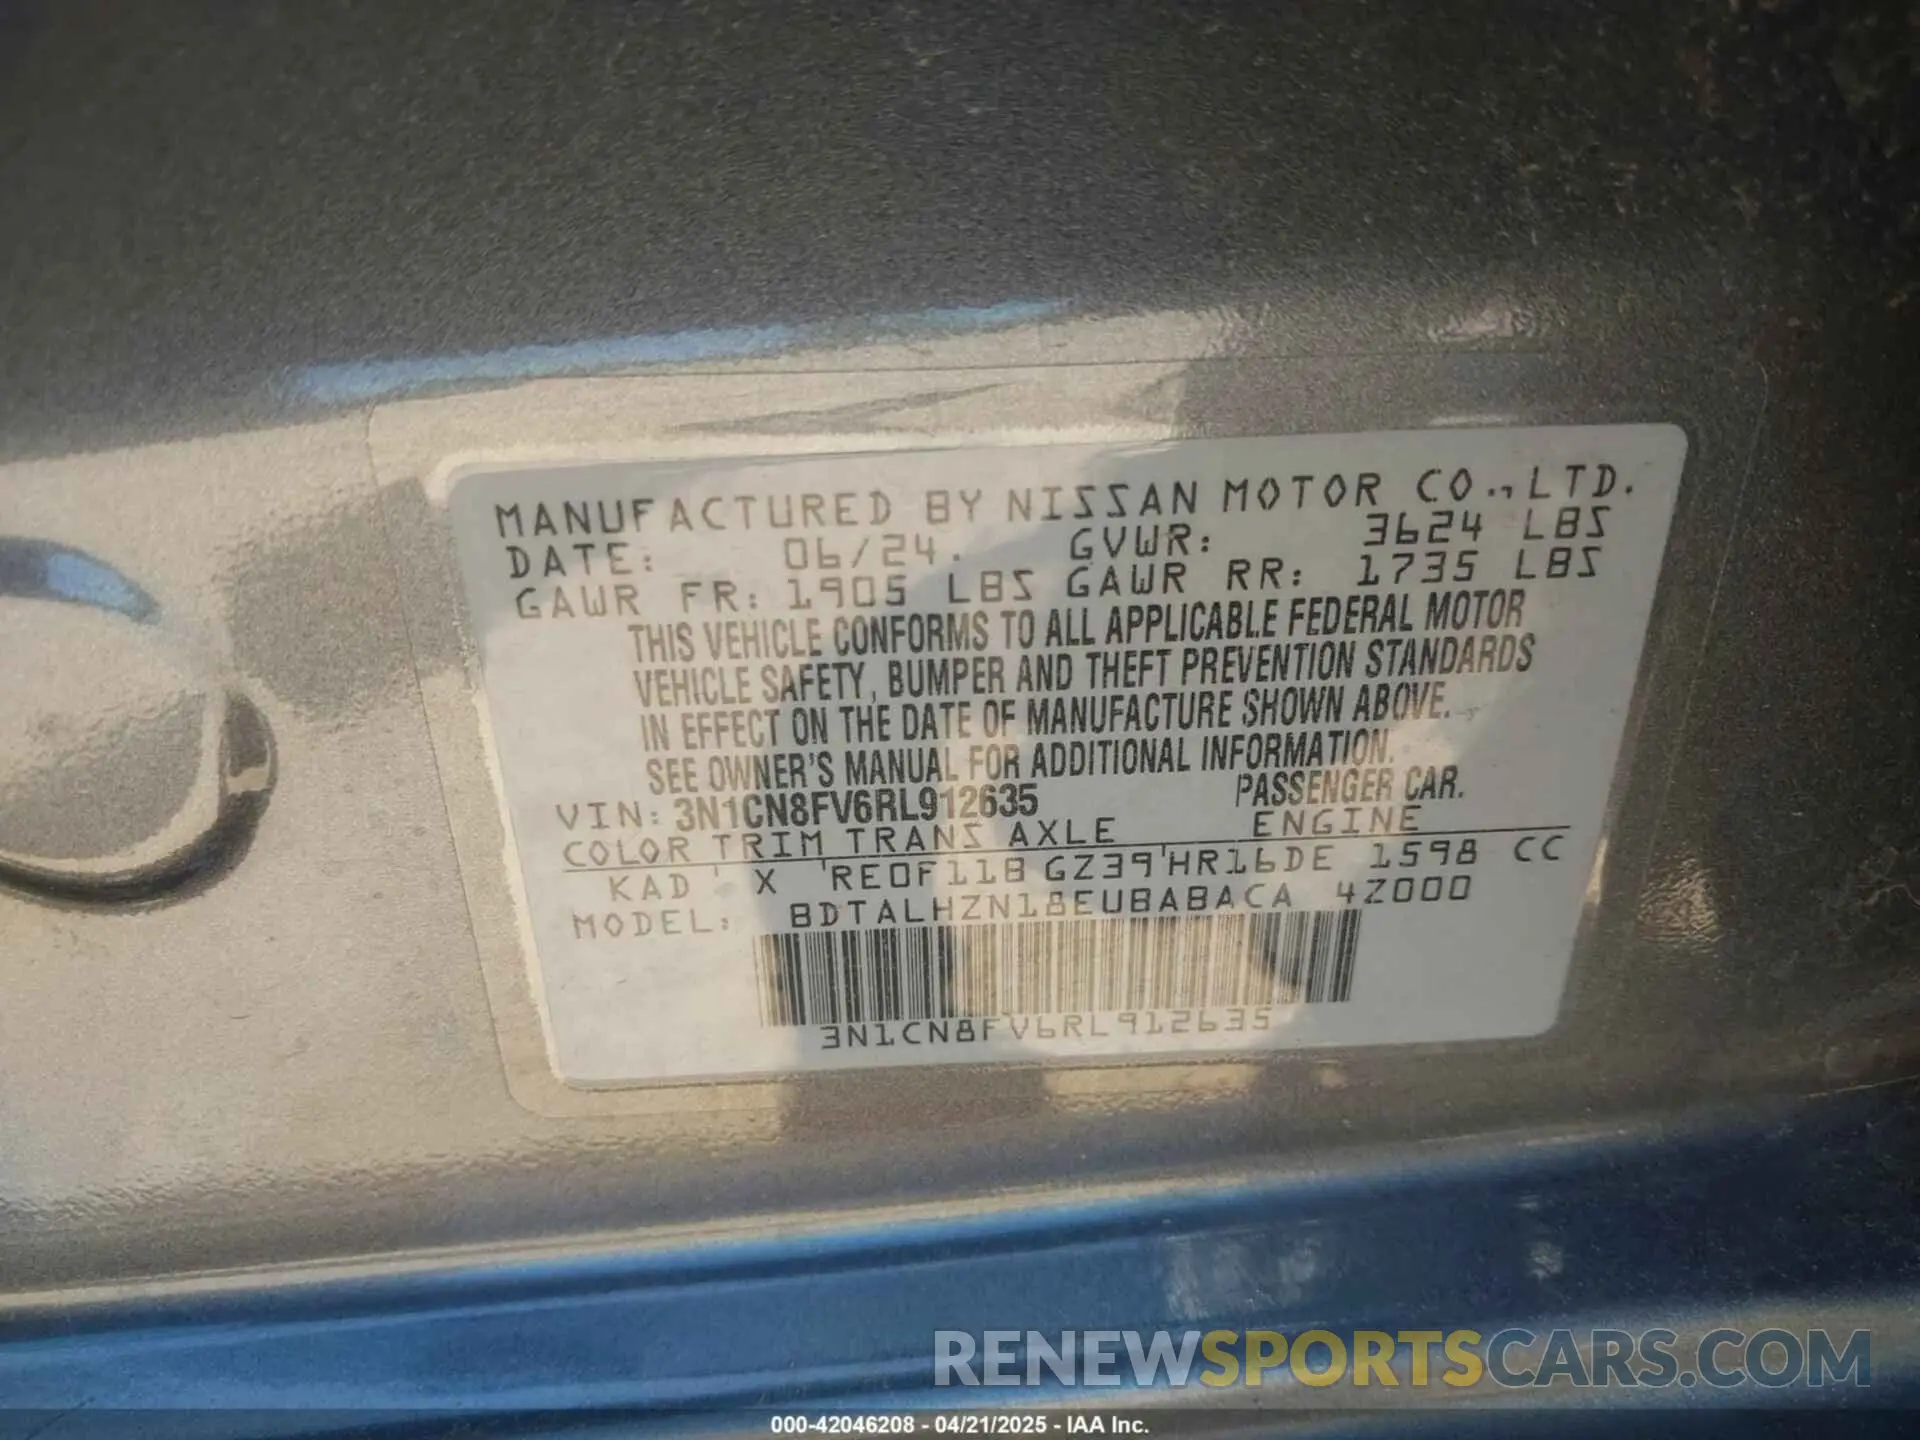 MANUFACTURED BY NISSAN MOTOR CO., LTD.
DATE: 06/24. GVWR: 3624 LBS
GAWR FR: 1905 LBS GAWR RR: 1735 LBS
THIS VEHICLE CONFORMS TO ALL APPLICABLE FEDERAL MOTOR
VEHICLE SAFETY, BUMPER AND THEFT PREVENTION STANDARDS
IN EFFECT ON THE DATE OF MANUFACTURE SHOWN ABOVE.
SEE OWNER'S MANUAL FOR ADDITIONAL INFORMATION.
VIN: 3N1CN8FV6RL912635 PASSENGER CAR.
COLOR TRIM TRANS AXLE ENGINE
KAD X RE0F11B GZ39 HR16DE 1598 CC
MODEL: BDTALHZN18EUBABACA 4Z000
3N1CN8FV6RL912635
RENEWSPORTSCARS.COM
000-42046208 - 04/21/2025 - IAA Inc.